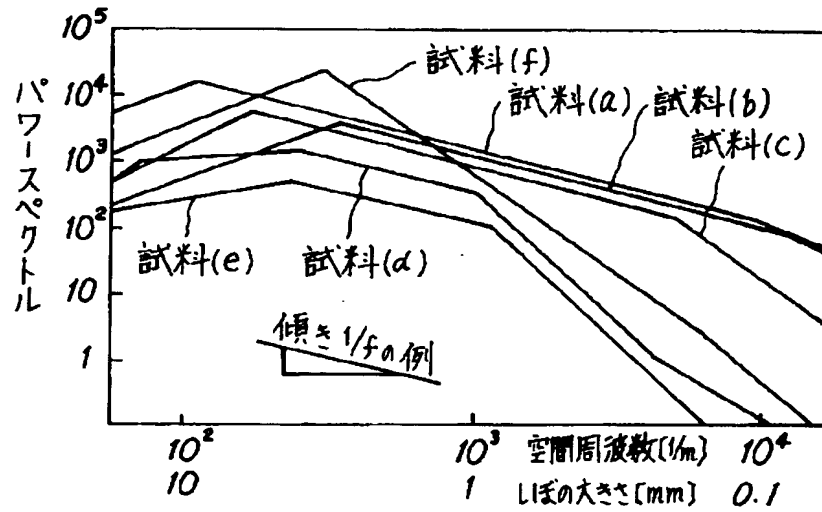 10⁵
10⁴
10³
10²
10
1
パワースペクトル
試料(f)
試料(a)
試料(b)
試料(c)
試料(e)
試料(d)
傾き 1/fの例
10² 10³ 空間周波数[1/m] 10⁴
10 1 いぼの大きさ[mm] 0.1